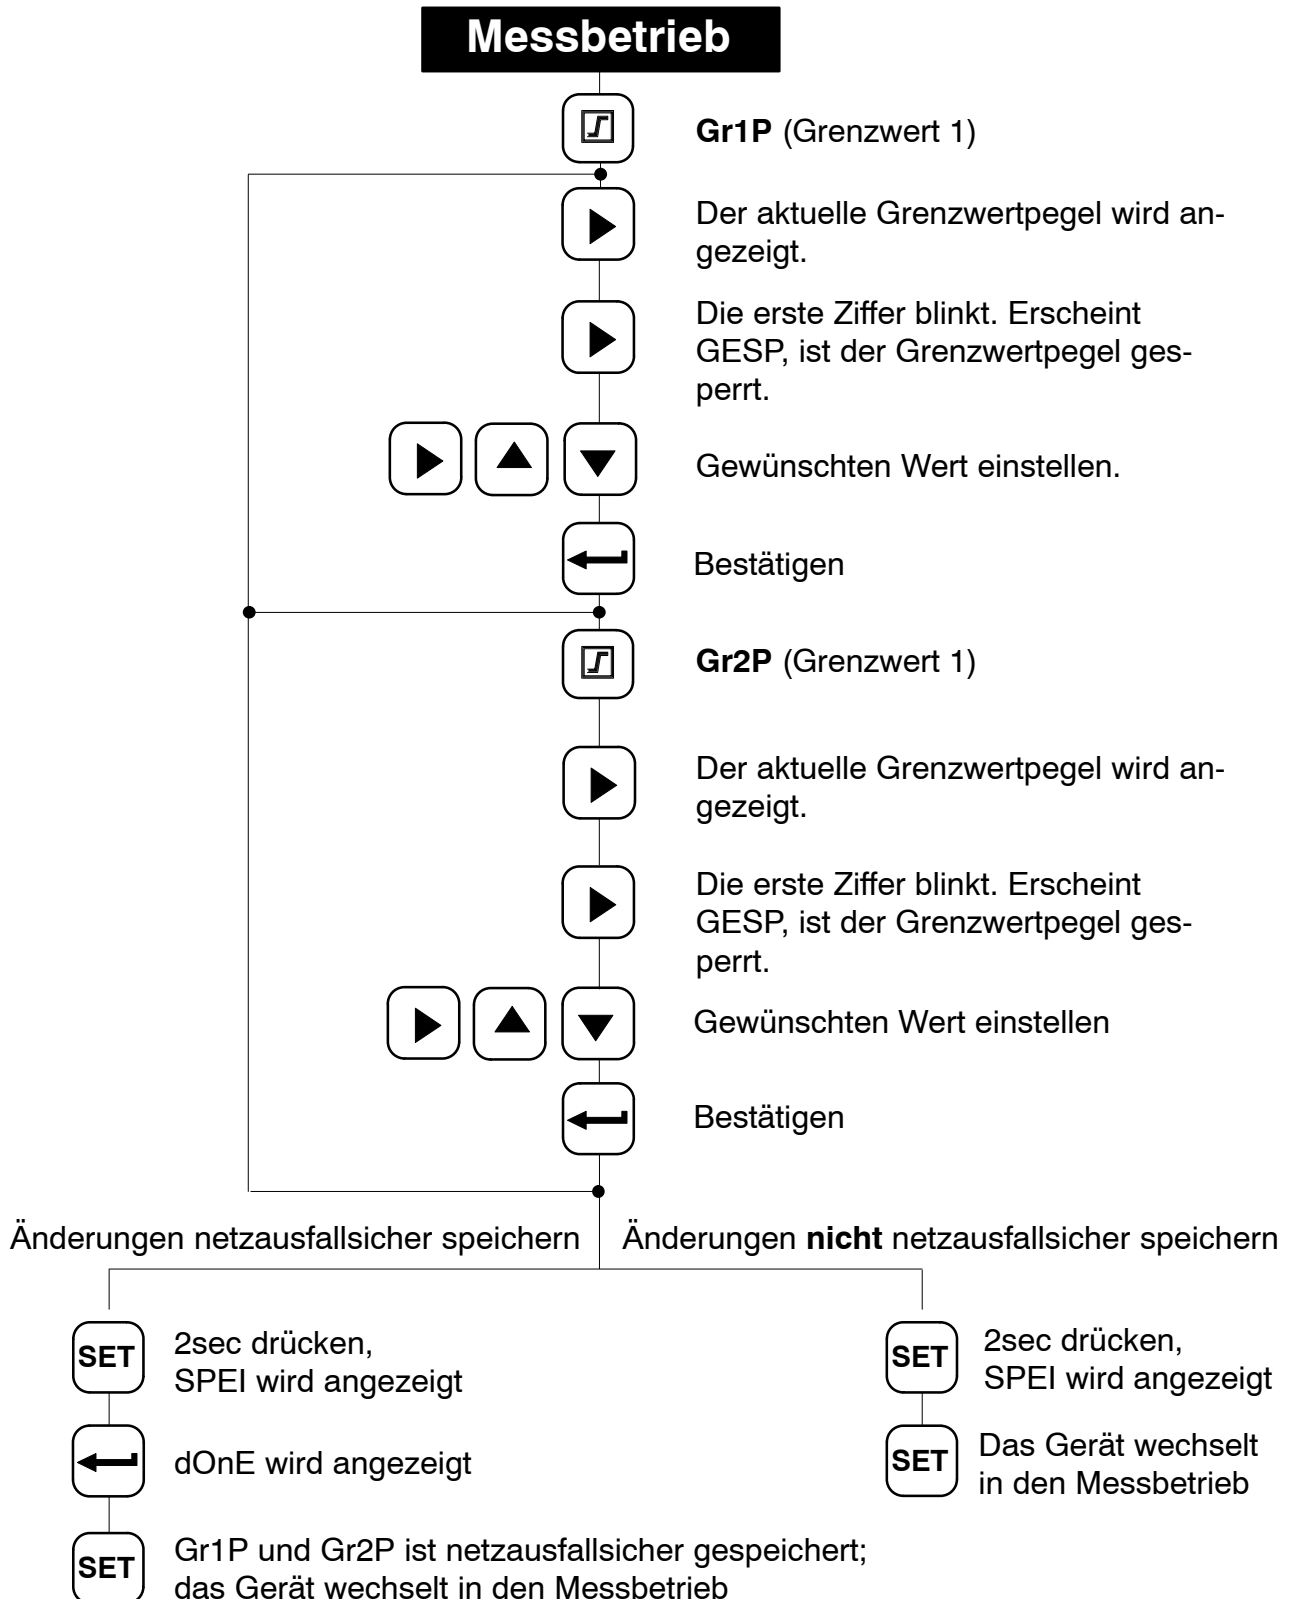 Messbetrieb
Gr1P (Grenzwert 1)
Der aktuelle Grenzwertpegel wird an-
gezeigt.
Die erste Ziffer blinkt. Erscheint
GESP, ist der Grenzwertpegel ges-
perrt.
Gewünschten Wert einstellen.
Bestätigen
Gr2P (Grenzwert 1)
Der aktuelle Grenzwertpegel wird an-
gezeigt.
Die erste Ziffer blinkt. Erscheint
GESP, ist der Grenzwertpegel ges-
perrt.
Gewünschten Wert einstellen
Bestätigen
Änderungen netzausfallsicher speichern
Änderungen nicht netzausfallsicher speichern
SET
2sec drücken,
SPEI wird angezeigt
dOnE wird angezeigt
SET
Gr1P und Gr2P ist netzausfallsicher gespeichert;
das Gerät wechselt in den Messbetrieb
SET
2sec drücken,
SPEI wird angezeigt
SET
Das Gerät wechselt
in den Messbetrieb